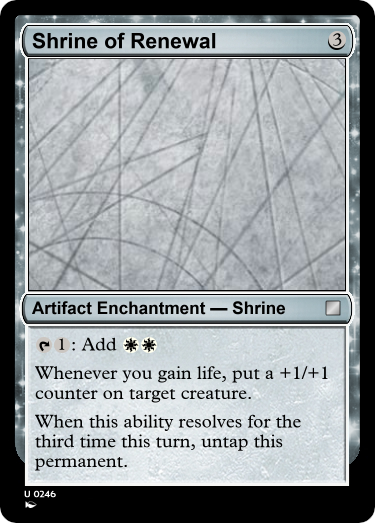 Shrine of Renewal 3
Artifact Enchantment — Shrine
1: Add
Whenever you gain life, put a +1/+1
counter on target creature.
When this ability resolves for the
third time this turn, untap this
permanent.
U 0246